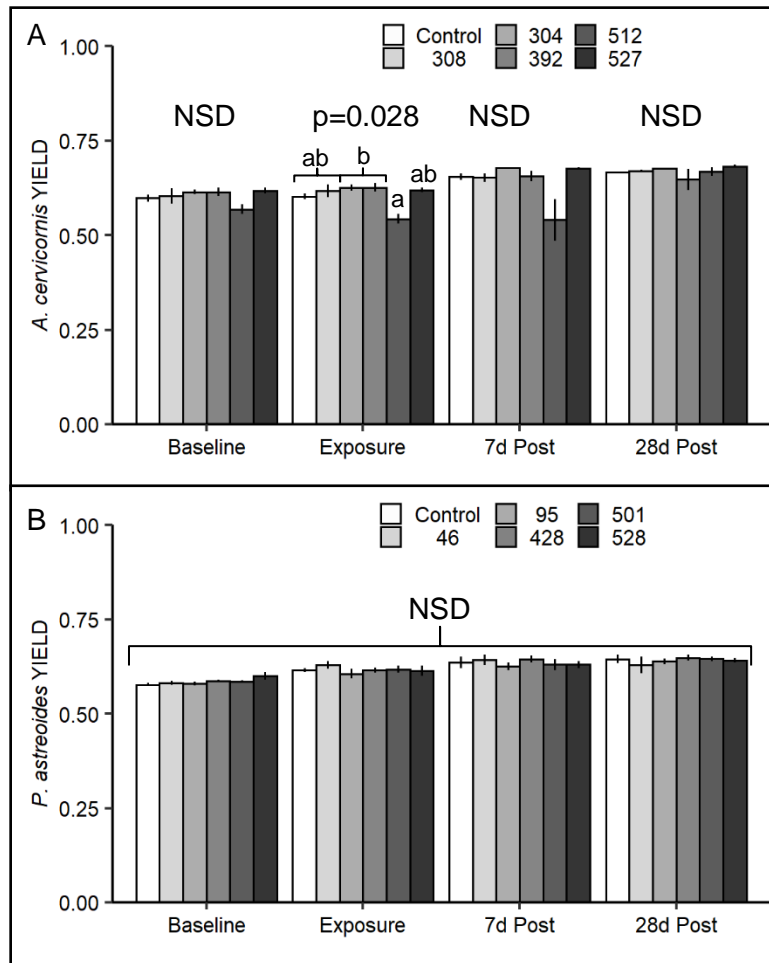 A
Control 304 512
308 392 527
NSD p=0.028 NSD NSD
ab b a ab
A. cervicornis YIELD
1.00
0.75
0.50
0.25
0.00
Baseline Exposure 7d Post 28d Post
B
Control 95 501
46 428 528
NSD
P. astreoides YIELD
1.00
0.75
0.50
0.25
0.00
Baseline Exposure 7d Post 28d Post